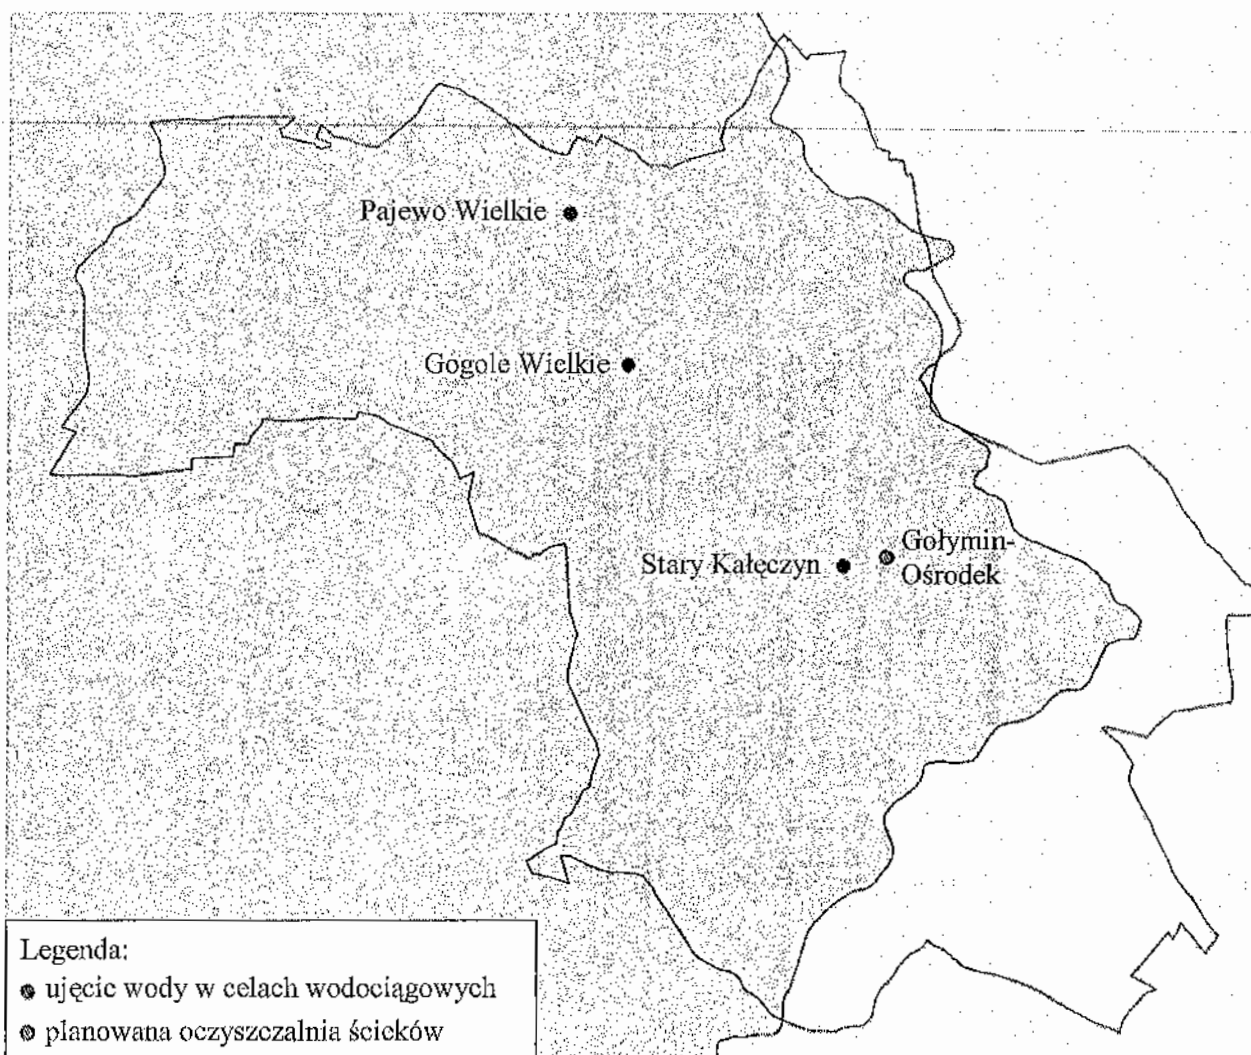 Pajewo Wielkie
Gogole Wielkie
Stary Kałęczyn
Gołymin-
Ośrodek
Legenda:
ujęcie wody w celach wodociągowych
planowana oczyszczalnia ścieków